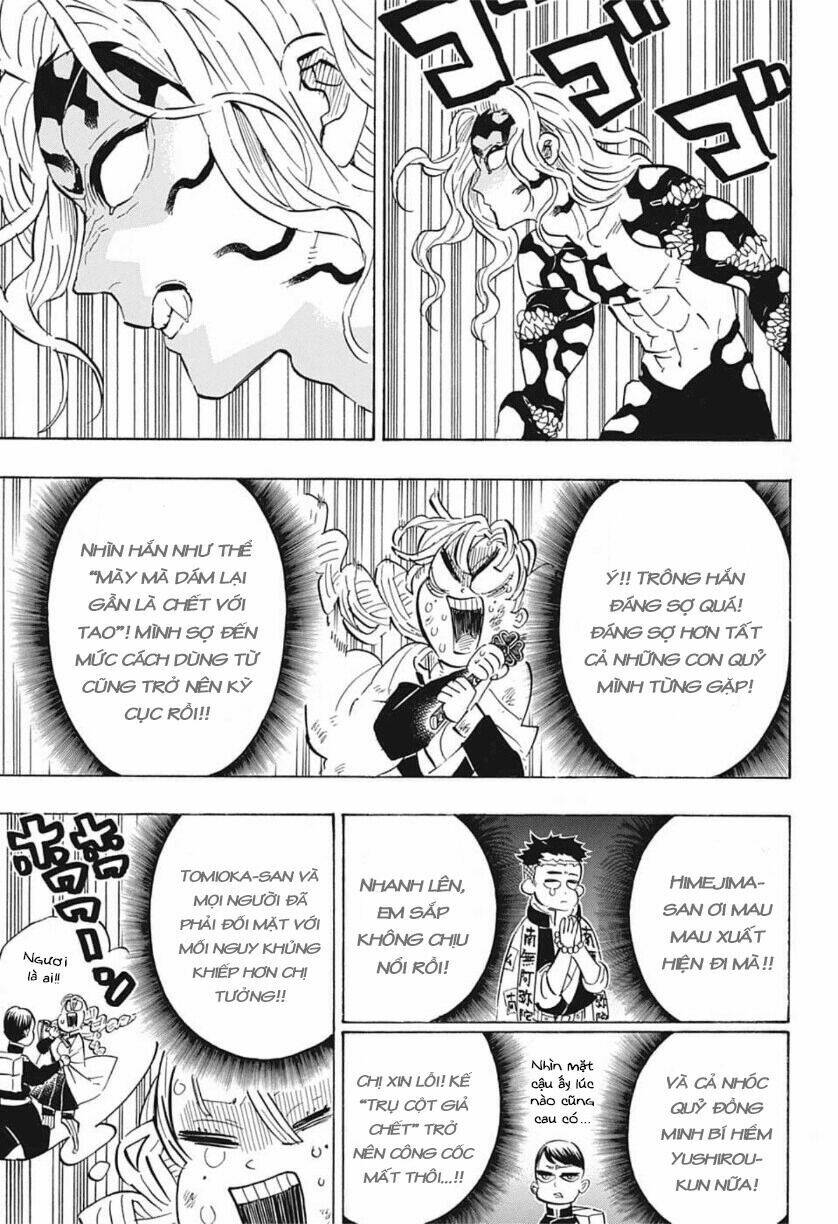 ゴ
ゴ
ゴ
Ý!! TRÔNG HẮN
ĐÁNG SỢ QUÁ!
ĐÁNG SỢ HƠN TẤT
CẢ NHỮNG CON QUỶ
MÌNH TỪNG GẶP!
NHÌN HẮN NHƯ THỂ
“MÀY MÀ DÁM LẠI
GẦN LÀ CHẾT VỚI
TAO”! MÌNH SỢ ĐẾN
MỨC CÁCH DÙNG TỪ
CŨNG TRỞ NÊN KỲ
CỤC RỒI!!
HIMEJIMA-
SAN ƠI MAU
MAU XUẤT
HIỆN ĐI MÀ!!
NHANH LÊN,
EM SẮP
KHÔNG CHỊU
NỔI RỒI!
南無阿弥陀
VÀ CẢ NHÓC
QUỶ ĐỒNG
MINH BÍ HIỂM
YUSHIROU-
KUN NỮA!
Nhìn mặt
cậu ấy lúc
nào cũng
cau có...
CHỊ XIN LỖI! KẾ
“TRỤ CỘT GIẢ
CHẾT” TRỞ
NÊN CÔNG CỐC
MẤT THÔI...!!
TOMIOKA-SAN VÀ
MỌI NGƯỜI ĐÃ
PHẢI ĐỐI MẶT VỚI
MỐI NGUY KHỦNG
KHIẾP HƠN CHỊ
TƯỞNG!!
Ngươi
là ai!!